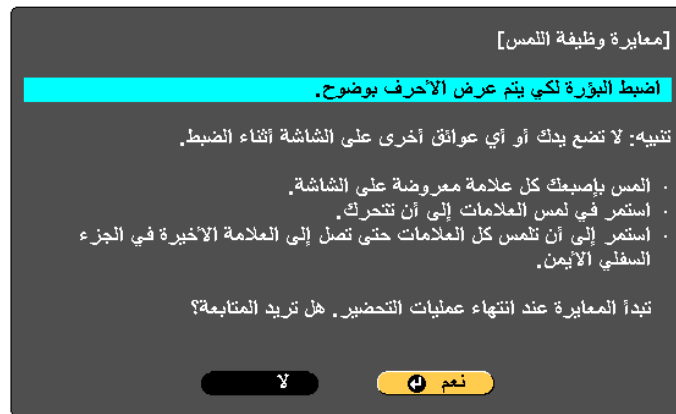 [معايرة وظيفة اللمس]
اضبط البؤرة لكي يتم عرض الأحرف بوضوح.
تنبيه: لا تضع يدك أو أي عوائق أخرى على الشاشة أثناء الضبط.
· المس بإصبعك كل علامة معروضة على الشاشة.
· استمر في لمس العلامات إلى أن تتحرك.
· استمر إلى أن تلمس كل العلامات حتى تصل إلى العلامة الأخيرة في الجزء
السفلي الأيمن.
تبدأ المعايرة عند انتهاء عمليات التحضير. هل تريد المتابعة؟
نعم
لا